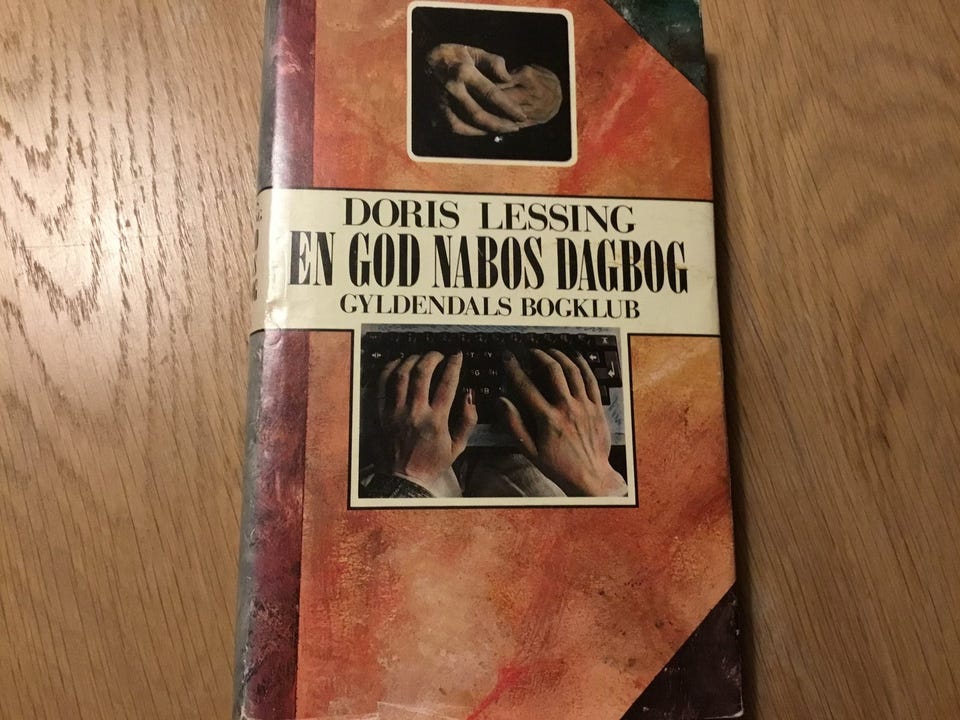 DORIS LESSING
EN GOD NABOS DAGBOG
GYLDENDALS BOGKLUB
T Y
G H
B